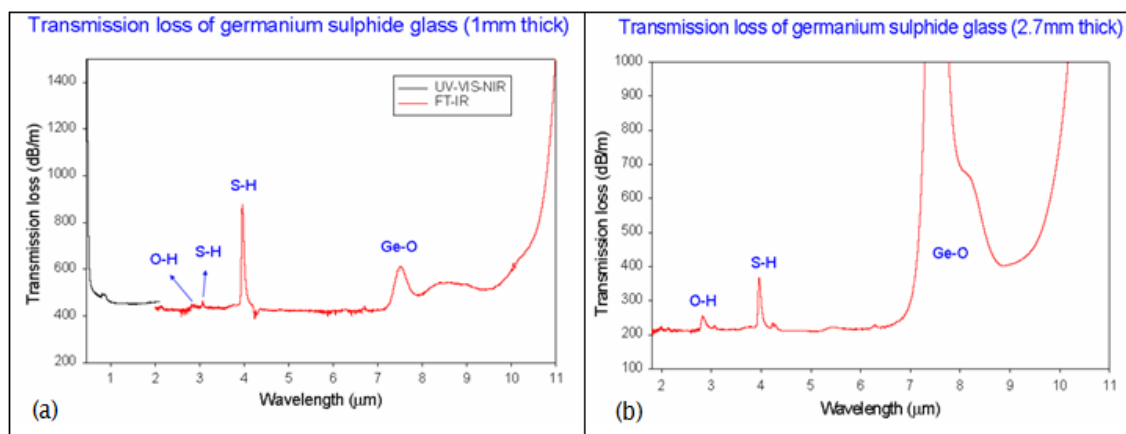 Transmission loss of germanium sulphide glass (1mm thick)
1400
1200
1000
800
600
400
200
Transmission loss (dB/m)
UV-VIS-NIR
FT-IR
S-H
O-H
S-H
Ge-O
1 2 3 4 5 6 7 8 9 10 11
Wavelength (μm)
(a)
Transmission loss of germanium sulphide glass (2.7mm thick)
1000
900
800
700
600
500
400
300
200
100
Transmission loss (dB/m)
Ge-O
S-H
O-H
2 3 4 5 6 7 8 9 10 11
Wavelength (μm)
(b)